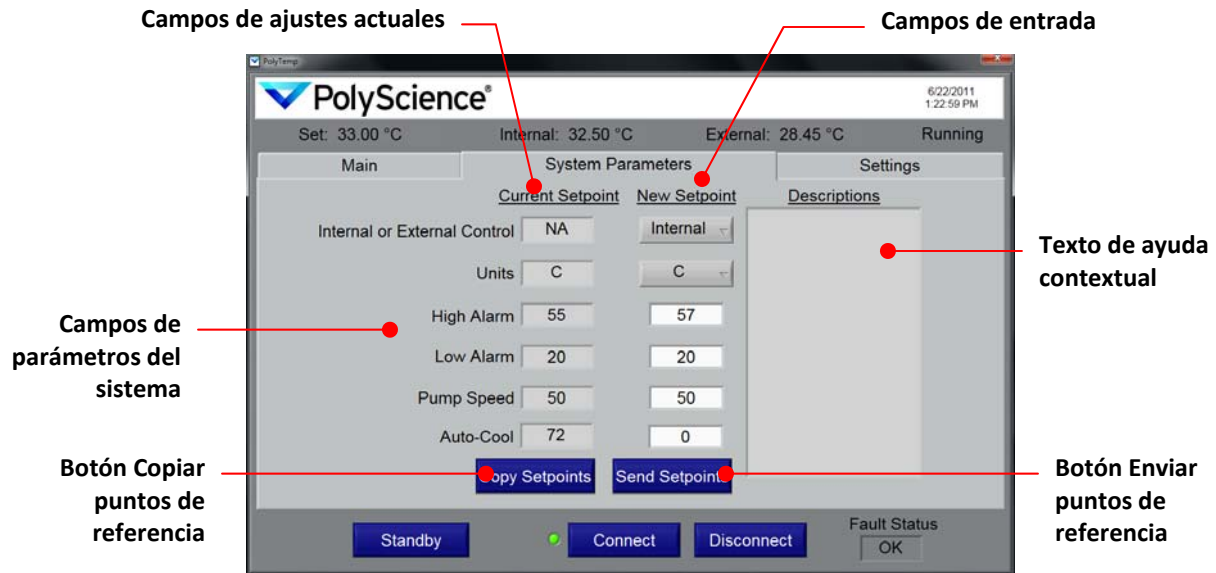 Campos de ajustes actuales
Campos de entrada
PolyTemp
PolyScience®
6/22/2011
1:22:59 PM
Set: 33.00 °C Internal: 32.50 °C External: 28.45 °C Running
Main System Parameters Settings
Current Setpoint New Setpoint Descriptions
Internal or External Control NA Internal
Units C C
High Alarm 55 57
Low Alarm 20 20
Pump Speed 50 50
Auto-Cool 72 0
Copy Setpoints Send Setpoints
Standby Connect Disconnect
Fault Status
OK
Texto de ayuda
contextual
Campos de
parámetros del
sistema
Botón Copiar
puntos de
referencia
Botón Enviar
puntos de
referencia